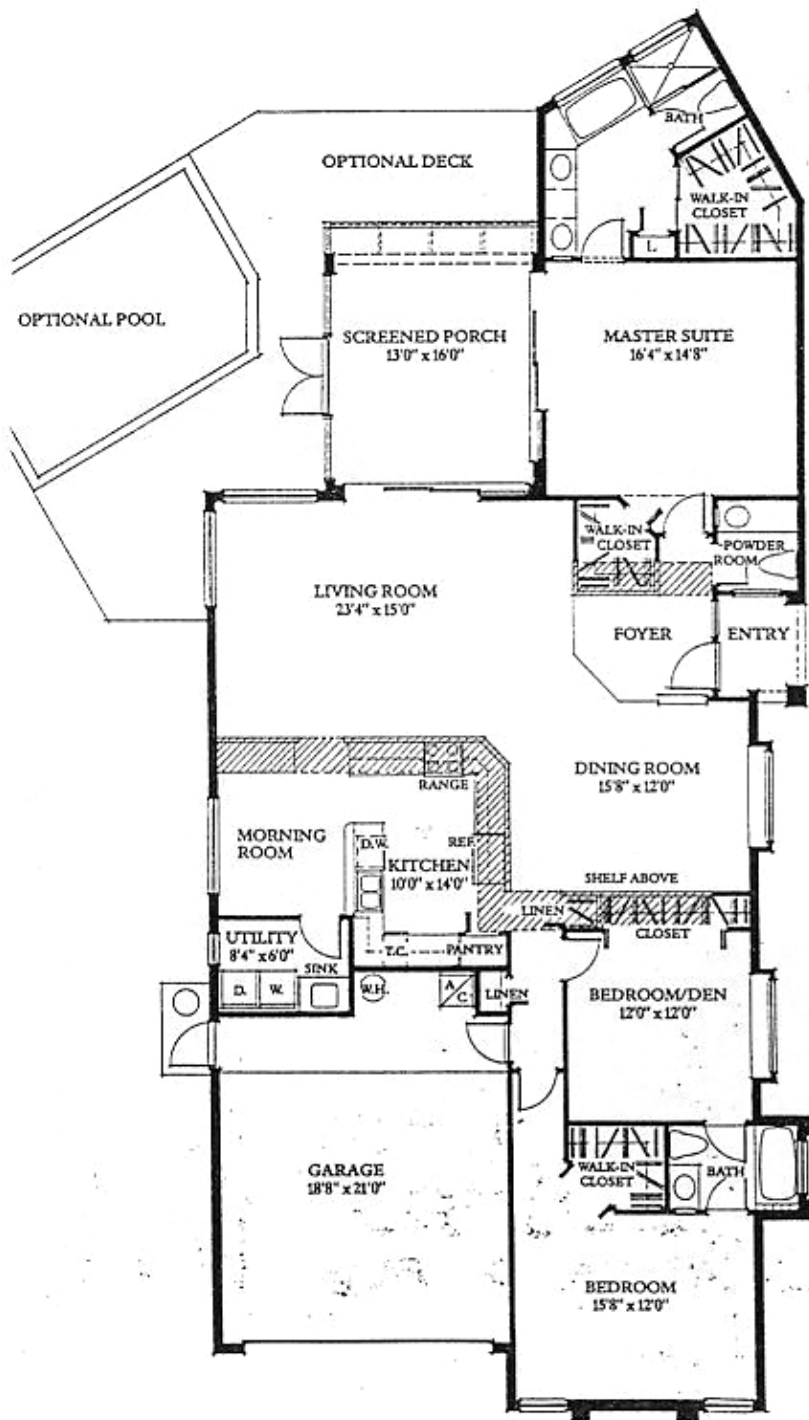 BATH
OPTIONAL DECK
WALK-IN
CLOSET
L.
OPTIONAL POOL
SCREENED PORCH
13'0" x 16'0"
MASTER SUITE
16'4" x 14'8"
WALK-IN
CLOSET
POWDER
ROOM
LIVING ROOM
23'4" x 15'0"
FOYER
ENTRY
DINING ROOM
15'8" x 12'0"
RANGE
MORNING
ROOM
D.W.
REF.
KITCHEN
10'0" x 14'0"
SHELF ABOVE
LINEN
CLOSET
UTILITY
8'4" x 6'0"
SINK
T.C.
PANTRY
D.
W.
W.H.
A
C.
LINEN
BEDROOM/DEN
12'0" x 12'0"
GARAGE
18'8" x 21'0"
WALK-IN
CLOSET
BATH
BEDROOM
15'8" x 12'0"